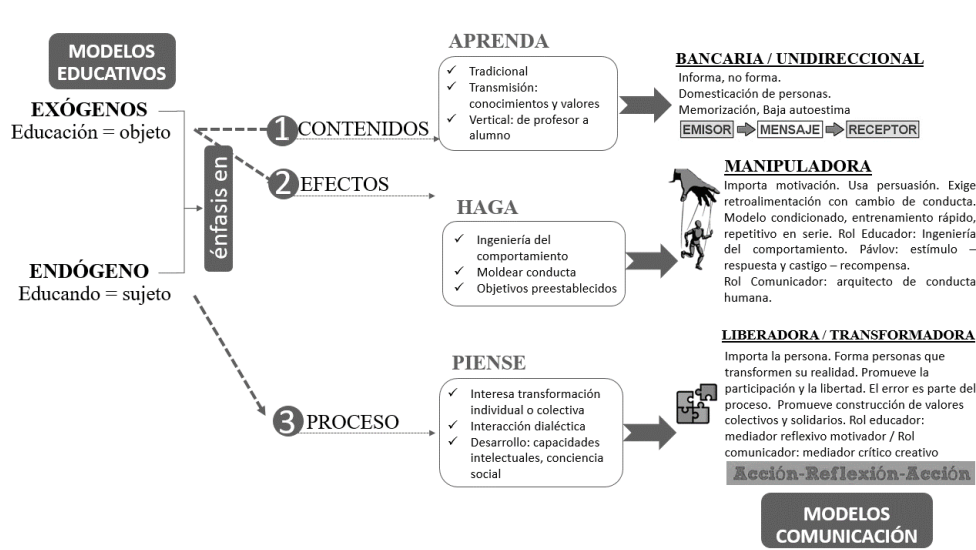 MODELOS
EDUCATIVOS
EXÓGENOS
Educación = objeto
énfasis en
ENDÓGENO
Educando = sujeto
1 CONTENIDOS
2 EFECTOS
3 PROCESO
APRENDA
✓ Tradicional
✓ Transmisión:
conocimientos y valores
✓ Vertical: de profesor a
alumno
BANCARIA / UNIDIRECCIONAL
Informa, no forma.
Domesticación de personas.
Memorización, Baja autoestima
EMISOR MENSAJE RECEPTOR
HAGA
✓ Ingeniería del
comportamiento
✓ Moldear conducta
✓ Objetivos preestablecidos
MANIPULADORA
Importa motivación. Usa persuasión. Exige
retroalimentación con cambio de conducta.
Modelo condicionado, entrenamiento rápido,
repetitivo en serie. Rol Educador: Ingeniería
del comportamiento. Pávlov: estímulo –
respuesta y castigo – recompensa.
Rol Comunicador: arquitecto de conducta
humana.
PIENSE
✓ Interesa transformación
individual o colectiva
✓ Interacción dialéctica
✓ Desarrollo: capacidades
intelectuales, conciencia
social
LIBERADORA / TRANSFORMADORA
Importa la persona. Forma personas que
transformen su realidad. Promueve la
participación y la libertad. El error es parte del
proceso. Promueve construcción de valores
colectivos y solidarios. Rol educador:
mediador reflexivo motivador / Rol
comunicador: mediador crítico creativo
Acción-Reflexión-Acción
MODELOS
COMUNICACIÓN